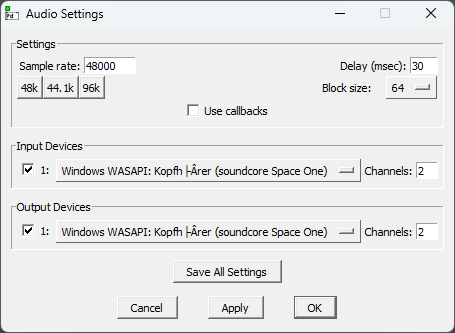 Pd
Audio Settings
Settings
Sample rate: 48000 Delay (msec): 30
48k 44.1k 96k Block size: 64
Use callbacks
Input Devices
1: Windows WASAPI: Kopfh├Ârer (soundcore Space One) Channels: 2
Output Devices
1: Windows WASAPI: Kopfh├Ârer (soundcore Space One) Channels: 2
Save All Settings
Cancel Apply OK